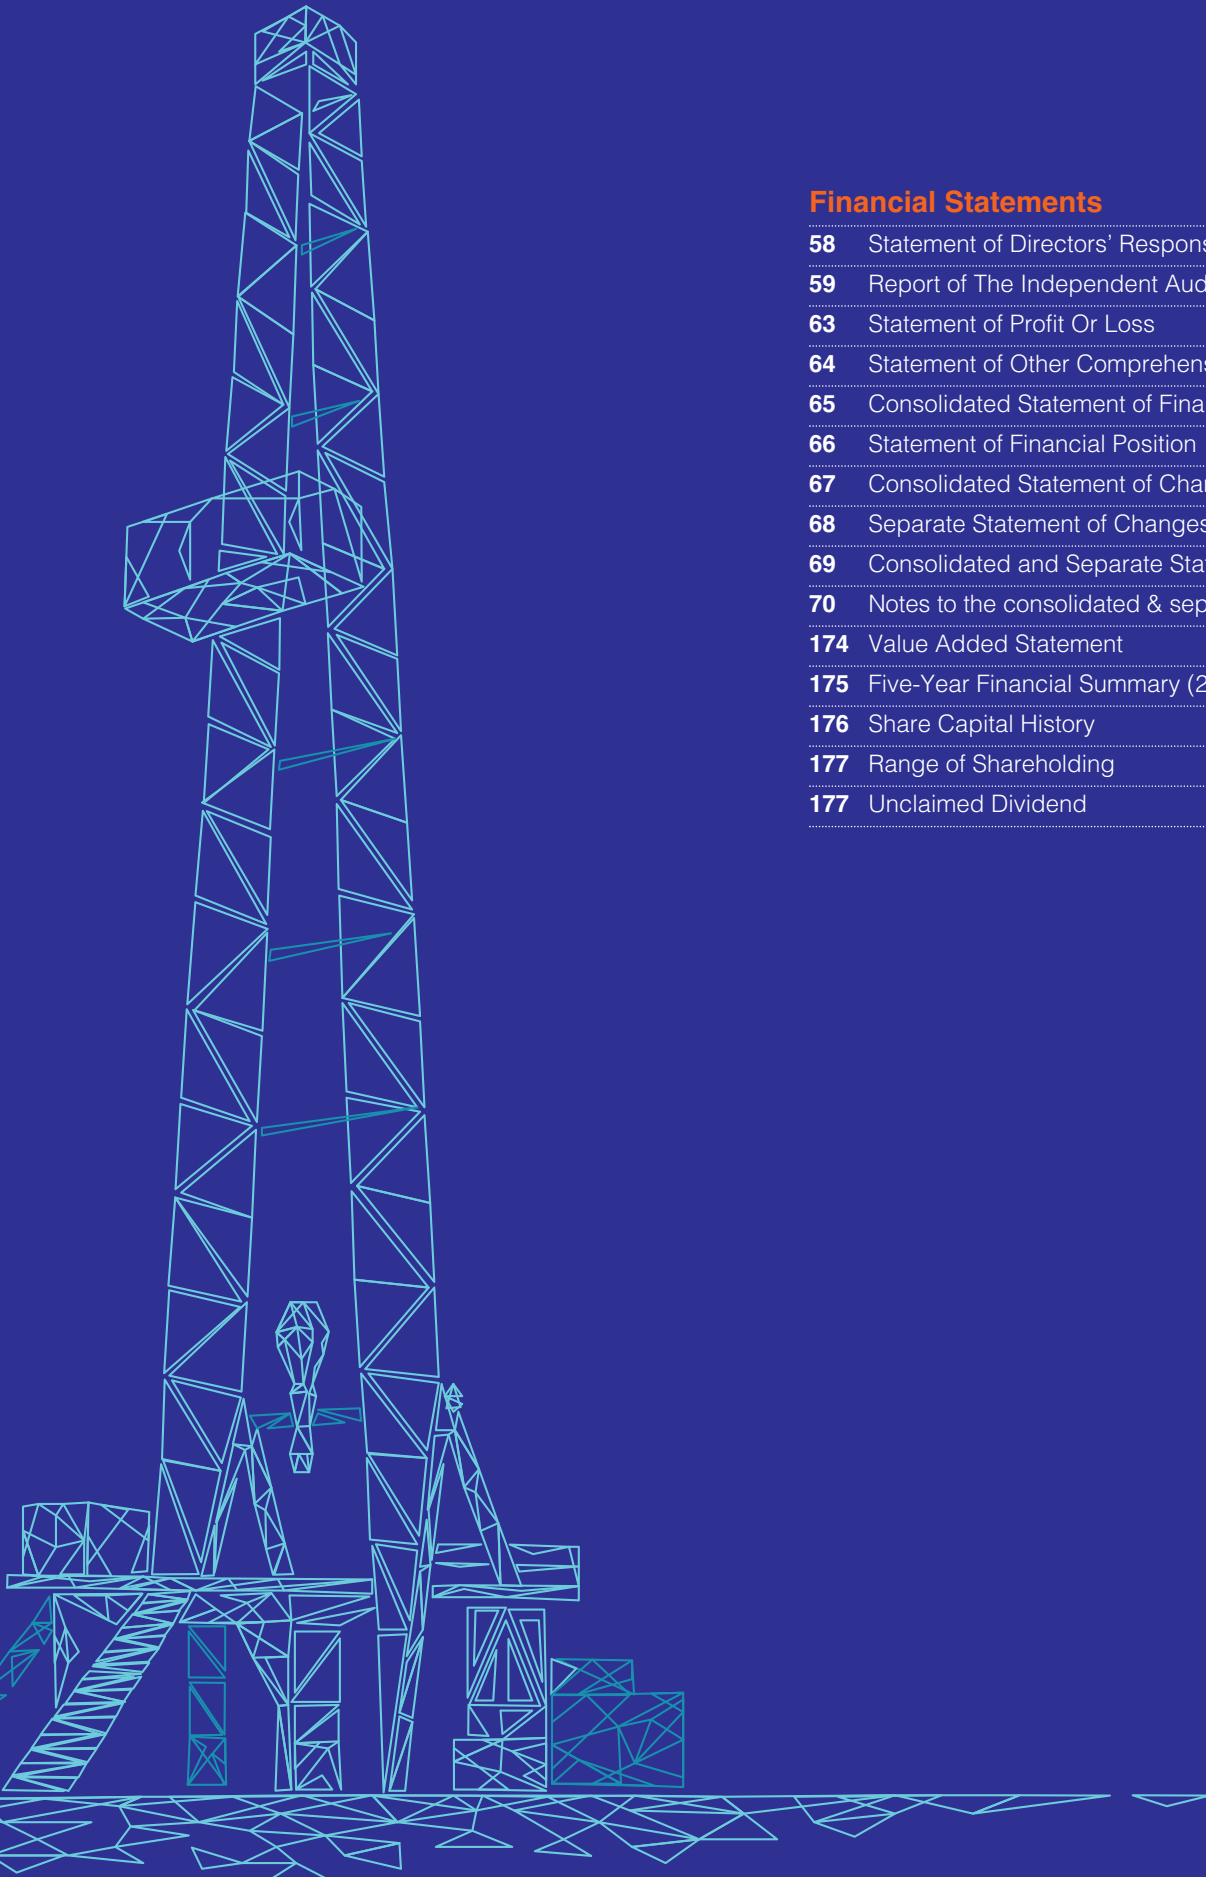 Financial Statements
58 Statement of Directors’ Respons
59 Report of The Independent Aud
63 Statement of Profit Or Loss
64 Statement of Other Comprehens
65 Consolidated Statement of Fina
66 Statement of Financial Position
67 Consolidated Statement of Cha
68 Separate Statement of Changes
69 Consolidated and Separate Sta
70 Notes to the consolidated & sep
174 Value Added Statement
175 Five-Year Financial Summary (2
176 Share Capital History
177 Range of Shareholding
177 Unclaimed Dividend